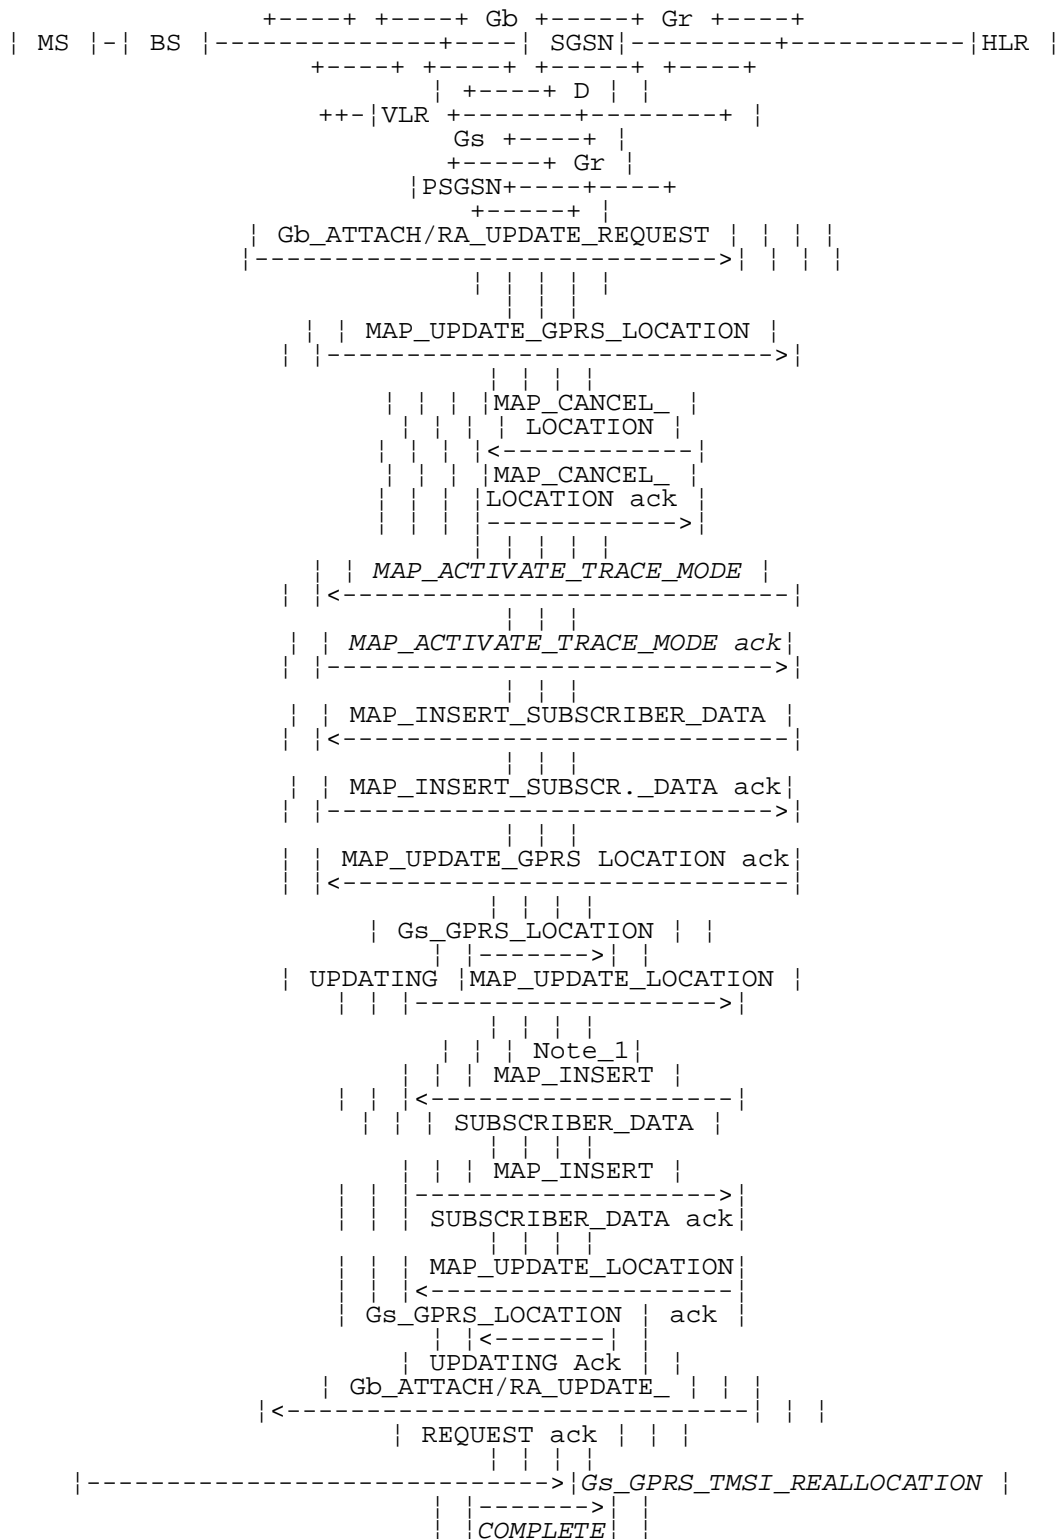 +----+ +----+ Gb +-----+ Gr +----+
¦ MS ¦-¦ BS ¦--------------+----¦ SGSN¦---------+-----------¦HLR ¦
+----+ +----+ +-----+ +----+
¦ +----+ D ¦ ¦
++-¦VLR +-------+--------+ ¦
Gs +----+ ¦
+-----+ Gr ¦
¦PSGSN+----+----+
+-----+ ¦
¦ Gb_ATTACH/RA_UPDATE_REQUEST ¦ ¦ ¦ ¦
¦----------------------------->¦ ¦ ¦ ¦
¦ ¦ ¦ ¦ ¦
¦ ¦ ¦
¦ ¦ MAP_UPDATE_GPRS_LOCATION ¦
¦ ¦---------------------------->¦
¦ ¦ ¦ ¦
¦ ¦ ¦ ¦MAP_CANCEL_ ¦
¦ ¦ ¦ ¦ LOCATION ¦
¦ ¦ ¦ ¦<------------¦
¦ ¦ ¦ ¦MAP_CANCEL_ ¦
¦ ¦ ¦ ¦LOCATION ack ¦
¦ ¦ ¦ ¦------------>¦
¦ ¦ ¦ ¦ ¦
¦ ¦ MAP_ACTIVATE_TRACE_MODE ¦
¦ ¦<----------------------------¦
¦ ¦ ¦
¦ ¦ MAP_ACTIVATE_TRACE_MODE ack¦
¦ ¦---------------------------->¦
¦ ¦ ¦
¦ ¦ MAP_INSERT_SUBSCRIBER_DATA ¦
¦ ¦<----------------------------¦
¦ ¦ ¦
¦ ¦ MAP_INSERT_SUBSCR._DATA ack¦
¦ ¦---------------------------->¦
¦ ¦ ¦
¦ ¦ MAP_UPDATE_GPRS LOCATION ack¦
¦ ¦<----------------------------¦
¦ ¦ ¦ ¦
¦ Gs_GPRS_LOCATION ¦ ¦
¦ ¦------->¦ ¦
¦ UPDATING ¦MAP_UPDATE_LOCATION ¦
¦ ¦ ¦------------------->¦
¦ ¦ ¦ ¦
¦ ¦ ¦ Note_1¦
¦ ¦ ¦ MAP_INSERT ¦
¦ ¦ ¦<-------------------¦
¦ ¦ ¦ SUBSCRIBER_DATA ¦
¦ ¦ ¦ ¦
¦ ¦ ¦ MAP_INSERT ¦
¦ ¦ ¦------------------->¦
¦ ¦ ¦ SUBSCRIBER_DATA ack¦
¦ ¦ ¦ ¦
¦ ¦ ¦ MAP_UPDATE_LOCATION¦
¦ ¦ ¦<-------------------¦
¦ Gs_GPRS_LOCATION ¦ ack ¦
¦ ¦<-------¦ ¦
¦ UPDATING Ack ¦ ¦
¦ Gb_ATTACH/RA_UPDATE_ ¦ ¦ ¦
¦<-----------------------------¦ ¦ ¦
¦ REQUEST ack ¦ ¦ ¦
¦ ¦ ¦ ¦
¦----------------------------->¦Gs_GPRS_TMSI_REALLOCATION ¦
¦ ¦------->¦ ¦
¦ ¦COMPLETE¦ ¦